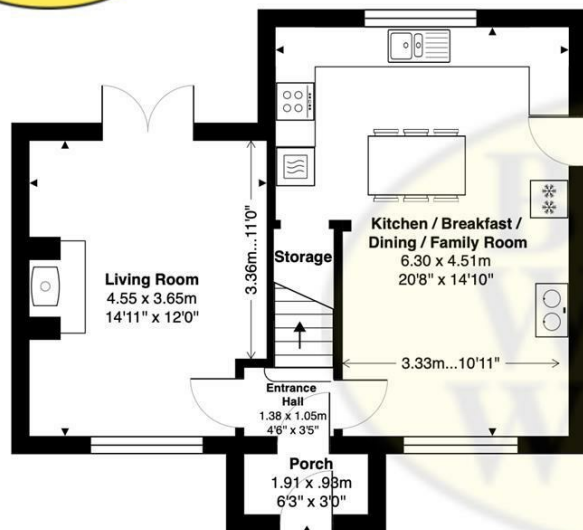 Kitchen / Breakfast /
Dining / Family Room
6.30 x 4.51m
20'8" x 14'10"
Storage
Living Room
4.55 x 3.65m
14'11" x 12'0"
3.36m...11'0"
3.33m...10'11"
Entrance
Hall
1.38 x 1.05m
4'6" x 3'5"
Porch
1.91 x .93m
6'3" x 3'0"